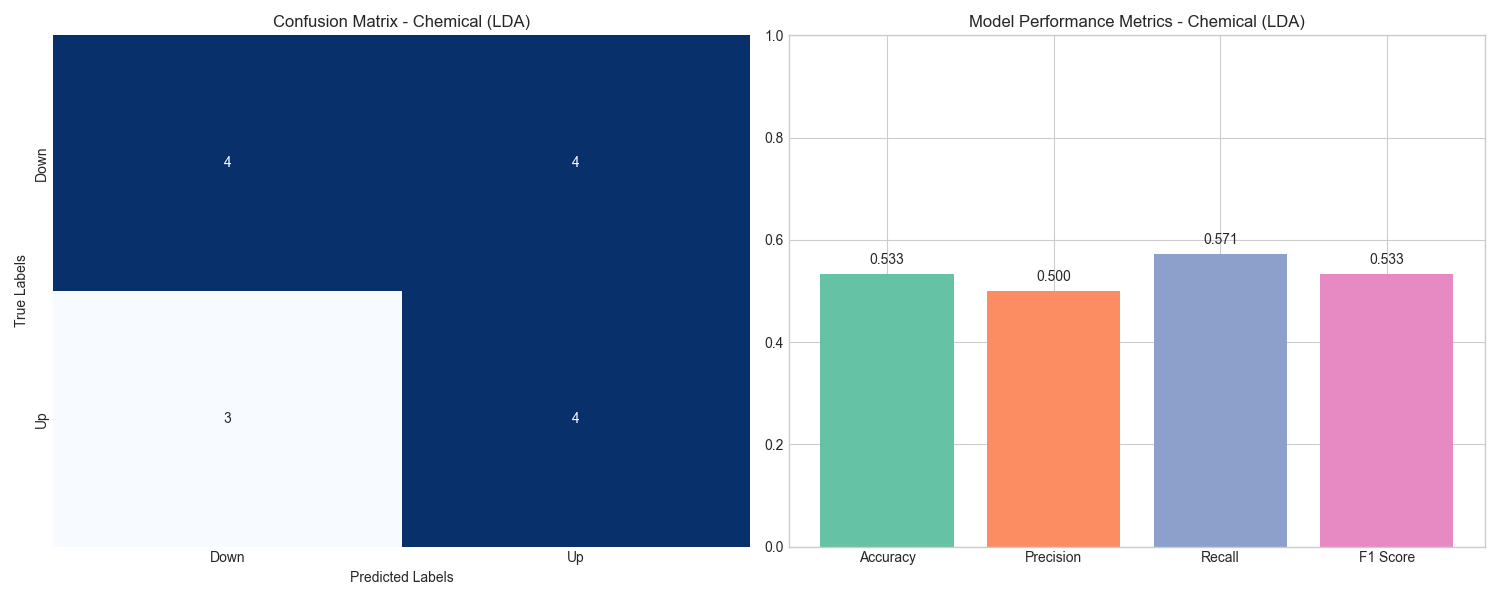 Confusion Matrix - Chemical (LDA)
True Labels
Down
Up
4
4
3
4
Down
Up
Predicted Labels
Model Performance Metrics - Chemical (LDA)
1.0
0.8
0.6
0.4
0.2
0.0
0.533
0.500
0.571
0.533
Accuracy
Precision
Recall
F1 Score